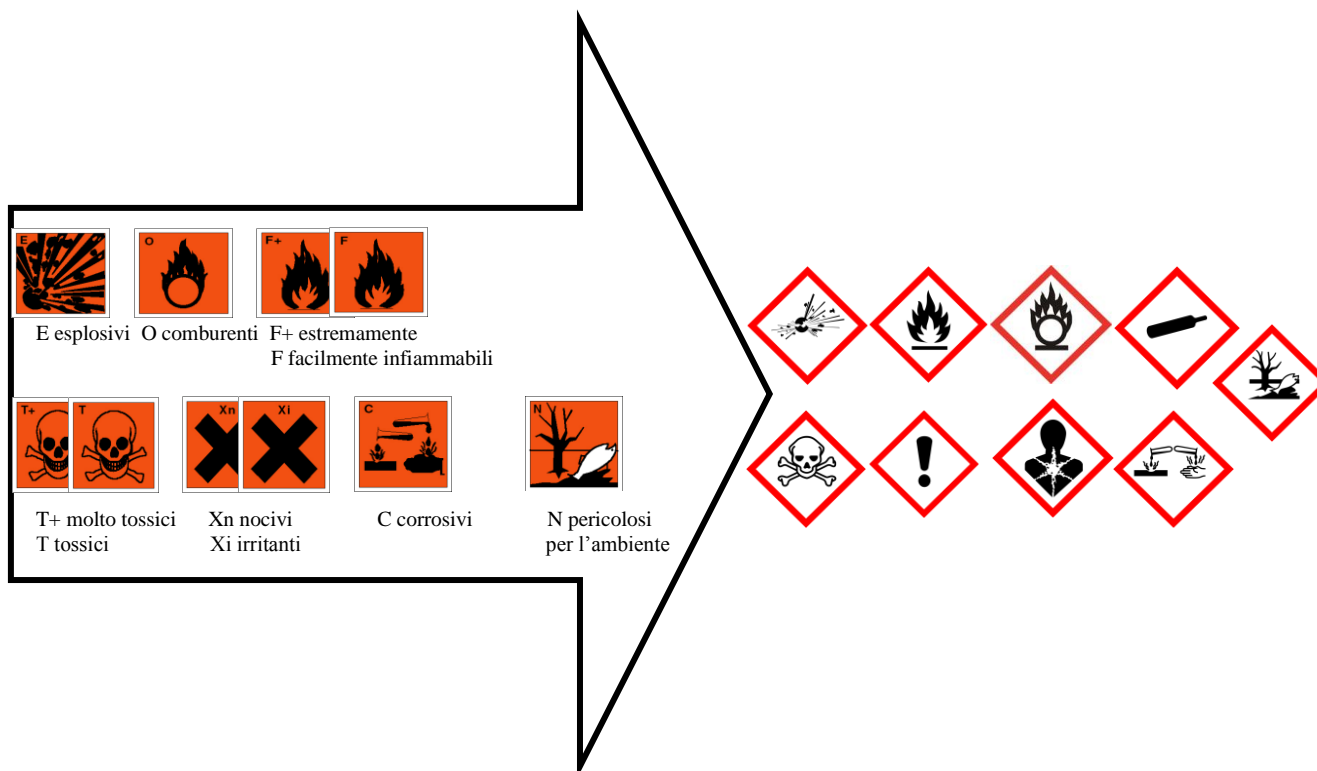 E
O
F+
F
E esplosivi O comburenti F+ estremamente
F facilmente infiammabili
T+
T
Xn
Xi
C
N
T+ molto tossici Xn nocivi C corrosivi N pericolosi
T tossici Xi irritanti per l’ambiente